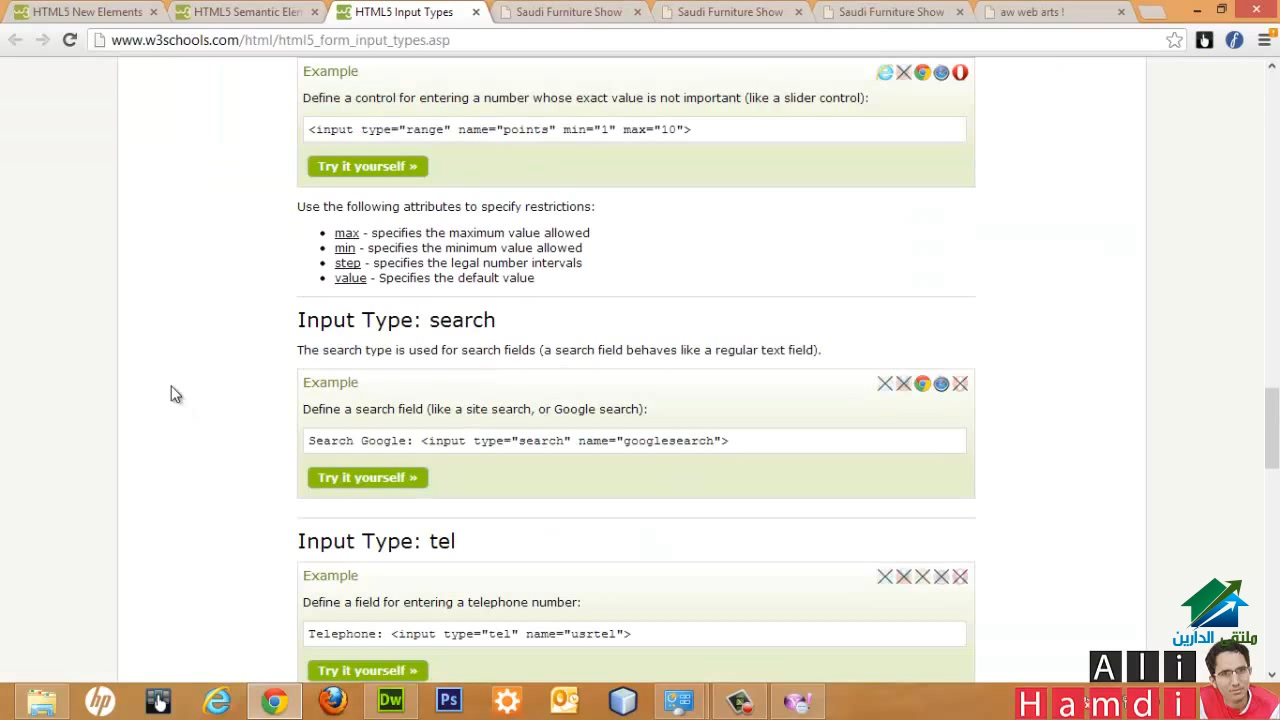 HTML5 New Elements
HTML5 Semantic Elem
HTML5 Input Types
Saudi Furniture Show
Saudi Furniture Show
Saudi Furniture Show
aw web arts !
www.w3schools.com/html/html5_form_input_types.asp
Example
Define a control for entering a number whose exact value is not important (like a slider control):
<input type="range" name="points" min="1" max="10">
Try it yourself »
Use the following attributes to specify restrictions:
• max - specifies the maximum value allowed
• min - specifies the minimum value allowed
• step - specifies the legal number intervals
• value - Specifies the default value
Input Type: search
The search type is used for search fields (a search field behaves like a regular text field).
Example
Define a search field (like a site search, or Google search):
Search Google: <input type="search" name="googlesearch">
Try it yourself »
Input Type: tel
Example
Define a field for entering a telephone number:
Telephone: <input type="tel" name="usrtel">
Try it yourself »
ملتقى الدارين
Ali
Hamdi
hp
Dw
Ps